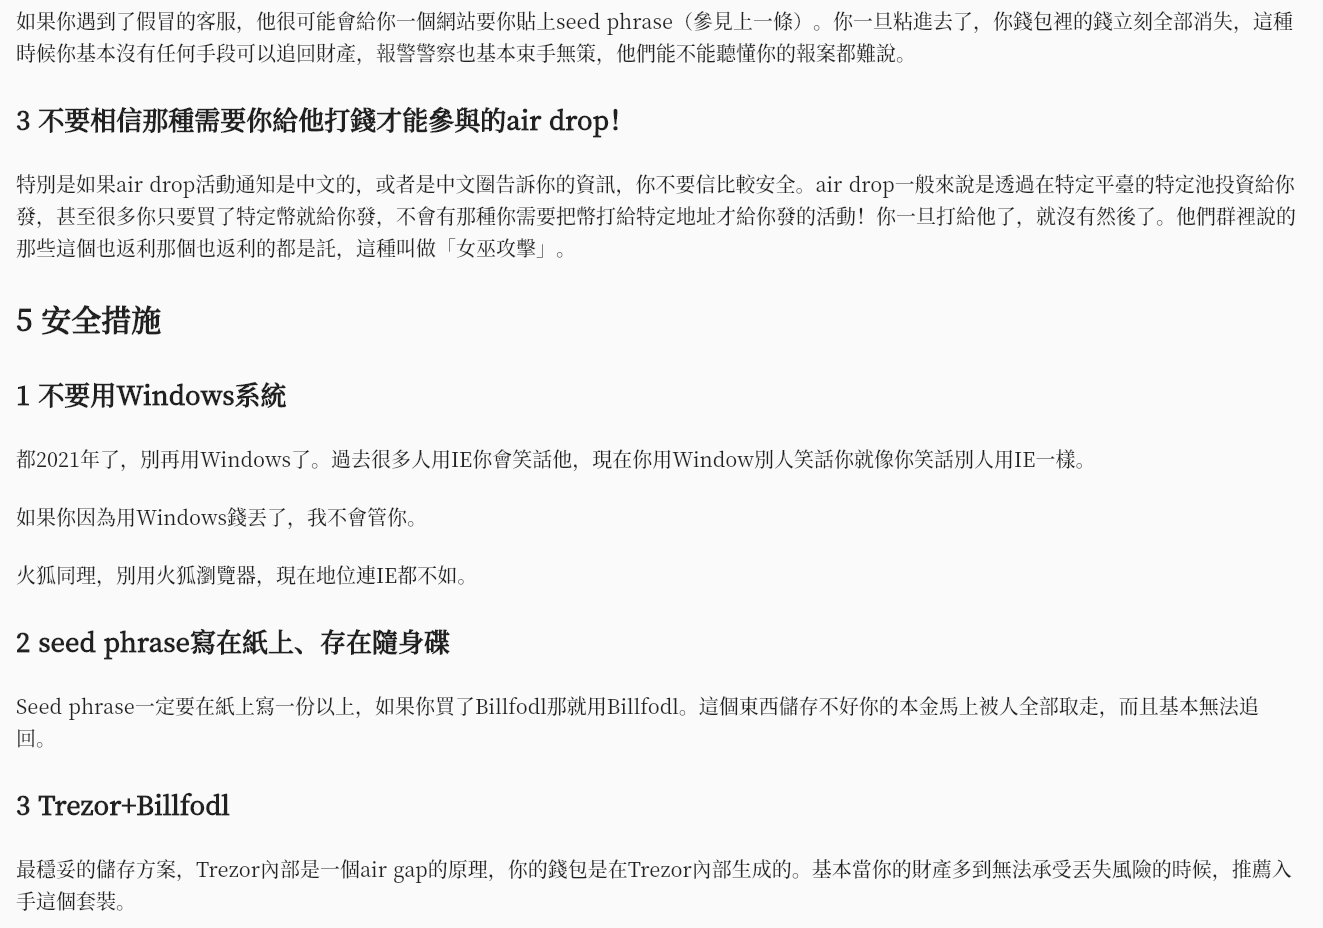 如果你遇到了假冒的客服，他很可能會給你一個網站要你貼上seed phrase（參見上一條）。你一旦粘進去了，你錢包裡的錢立刻全部消失，這種
時候你基本沒有任何手段可以追回財產，報警警察也基本束手無策，他們能不能聽懂你的報案都難說。
3 不要相信那種需要你給他打錢才能參與的air drop！
特別是如果air drop活動通知是中文的，或者是中文圈告訴你的資訊，你不要信比較安全。air drop一般來說是透過在特定平臺的特定池投資給你
發，甚至很多你只要買了特定幣就給你發，不會有那種你需要把幣打給特定地址才給你發的活動！你一旦打給他了，就沒有然後了。他們群裡說的
那些這個也返利那個也返利的都是託，這種叫做「女巫攻擊」。
5 安全措施
1 不要用Windows系統
都2021年了，別再用Windows了。過去很多人用IE你會笑話他，現在你用Window別人笑話你就像你笑話別人用IE一樣。
如果你因為用Windows錢丟了，我不會管你。
火狐同理，別用火狐瀏覽器，現在地位連IE都不如。
2 seed phrase寫在紙上、存在隨身碟
Seed phrase一定要在紙上寫一份以上，如果你買了Billfodl那就用Billfodl。這個東西儲存不好你的本金馬上被人全部取走，而且基本無法追
回。
3 Trezor+Billfodl
最穩妥的儲存方案，Trezor內部是一個air gap的原理，你的錢包是在Trezor內部生成的。基本當你的財產多到無法承受丟失風險的時候，推薦入
手這個套裝。